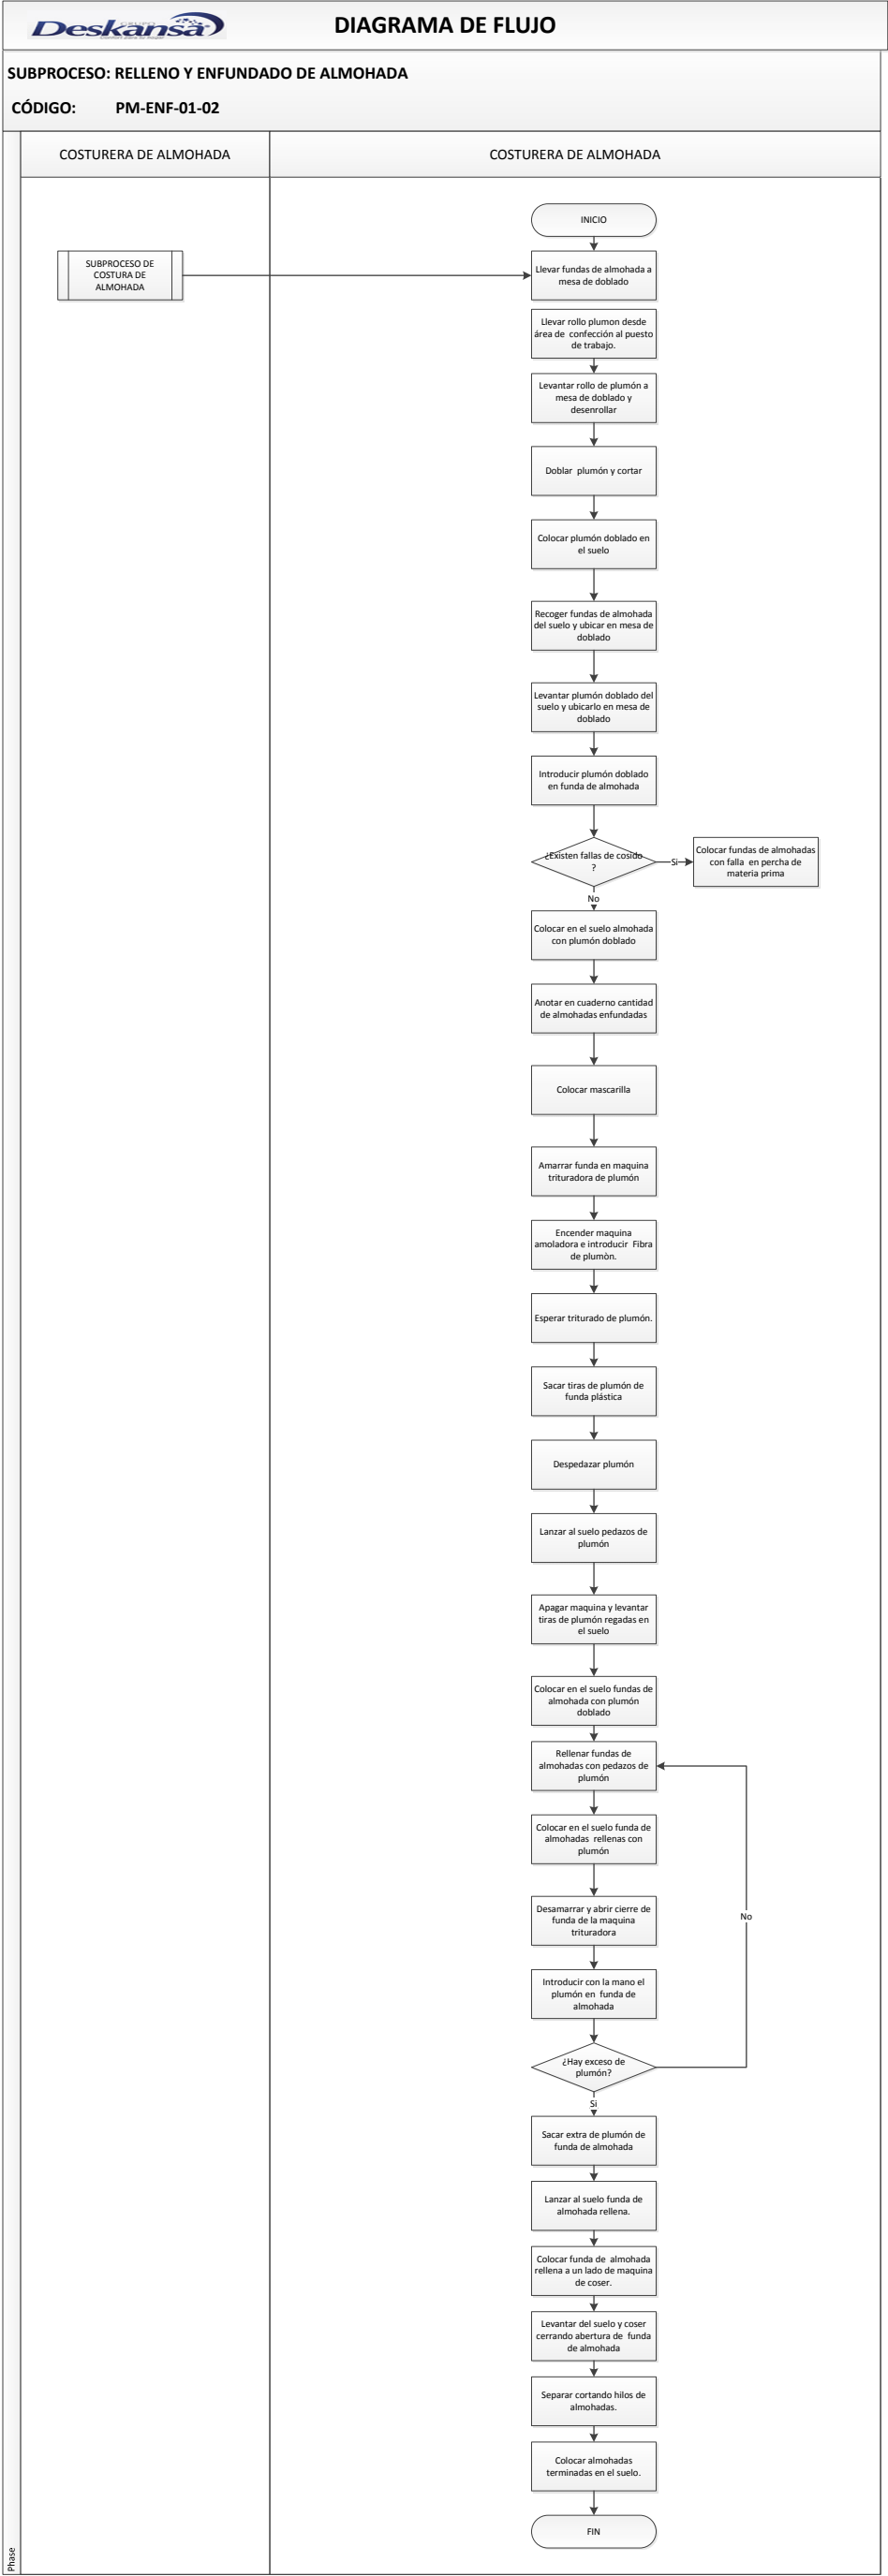 GRUPO
Deskansa
DIAGRAMA DE FLUJO
SUBPROCESO: RELLENO Y ENFUNDADO DE ALMOHADA
CÓDIGO: PM-ENF-01-02
COSTURERA DE ALMOHADA
COSTURERA DE ALMOHADA
INICIO
SUBPROCESO DE
COSTURA DE
ALMOHADA
Llevar fundas de almohada a
mesa de doblado
Llevar rollo plumon desde
área de confección al puesto
de trabajo.
Levantar rollo de plumón a
mesa de doblado y
desenrollar
Doblar plumón y cortar
Colocar plumón doblado en
el suelo
Recoger fundas de almohada
del suelo y ubicar en mesa de
doblado
Levantar plumón doblado del
suelo y ubicarlo en mesa de
doblado
Introducir plumón doblado
en funda de almohada
¿Existen fallas de cosido
?
Si
Colocar fundas de almohadas
con falla en percha de
materia prima
No
Colocar en el suelo almohada
con plumón doblado
Anotar en cuaderno cantidad
de almohadas enfundadas
Colocar mascarilla
Amarrar funda en maquina
trituradora de plumón
Encender maquina
amoladora e introducir Fibra
de plumòn.
Esperar triturado de plumón.
Sacar tiras de plumón de
funda plástica
Despedazar plumón
Lanzar al suelo pedazos de
plumón
Apagar maquina y levantar
tiras de plumón regadas en
el suelo
Colocar en el suelo fundas de
almohada con plumón
doblado
Rellenar fundas de
almohadas con pedazos de
plumón
Colocar en el suelo funda de
almohadas rellenas con
plumón
Desamarrar y abrir cierre de
funda de la maquina
trituradora
No
Introducir con la mano el
plumón en funda de
almohada
¿Hay exceso de
plumón?
Si
Sacar extra de plumón de
funda de almohada
Lanzar al suelo funda de
almohada rellena.
Colocar funda de almohada
rellena a un lado de maquina
de coser.
Levantar del suelo y coser
cerrando abertura de funda
de almohada
Separar cortando hilos de
almohadas.
Colocar almohadas
terminadas en el suelo.
FIN
Phase